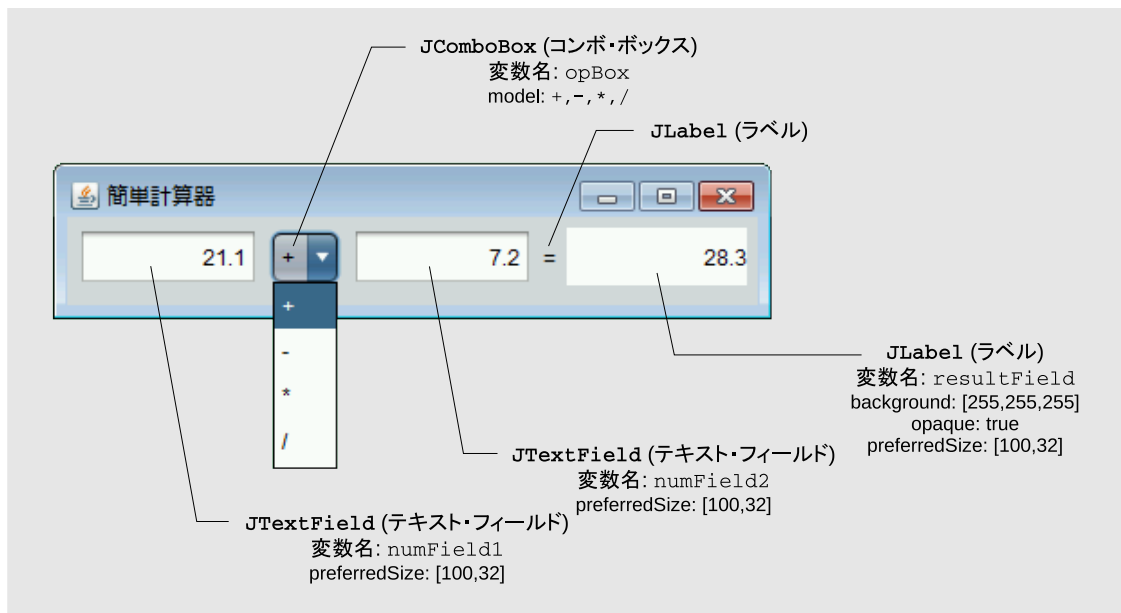 JComboBox (コンボ・ボックス)
変数名: opBox
model: +,-,*,/
JLabel (ラベル)
簡単計算器
21.1
+
7.2
=
28.3
+
-
*
/
JLabel (ラベル)
変数名: resultField
background: [255,255,255]
opaque: true
preferredSize: [100,32]
JTextField (テキスト・フィールド)
変数名: numField2
preferredSize: [100,32]
JTextField (テキスト・フィールド)
変数名: numField1
preferredSize: [100,32]